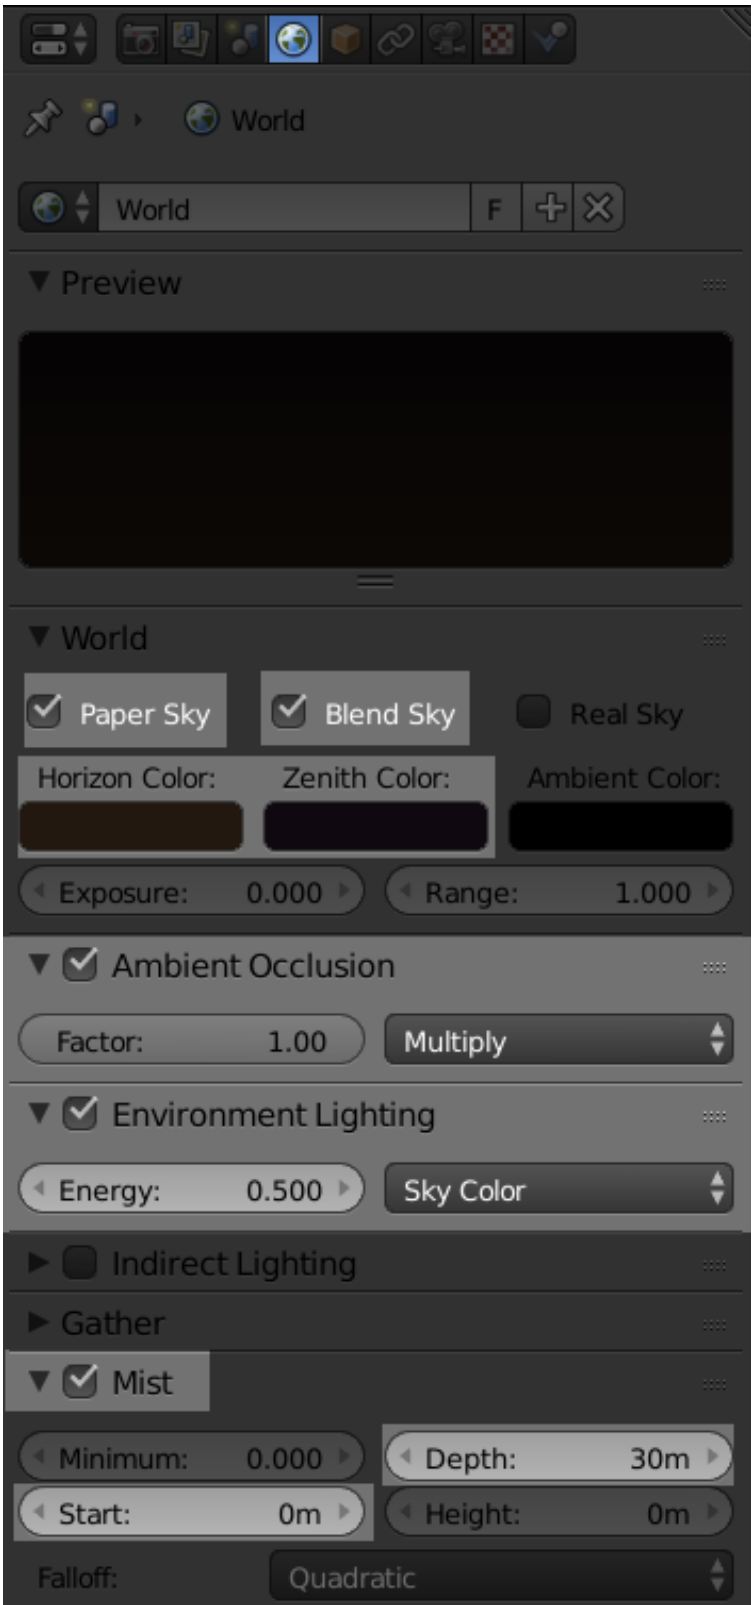 World
World F
Preview
World
Paper Sky Blend Sky Real Sky
Horizon Color: Zenith Color: Ambient Color:
Exposure: 0.000 Range: 1.000
Ambient Occlusion
Factor: 1.00 Multiply
Environment Lighting
Energy: 0.500 Sky Color
Indirect Lighting
Gather
Mist
Minimum: 0.000 Depth: 30m
Start: 0m Height: 0m
Falloff: Quadratic